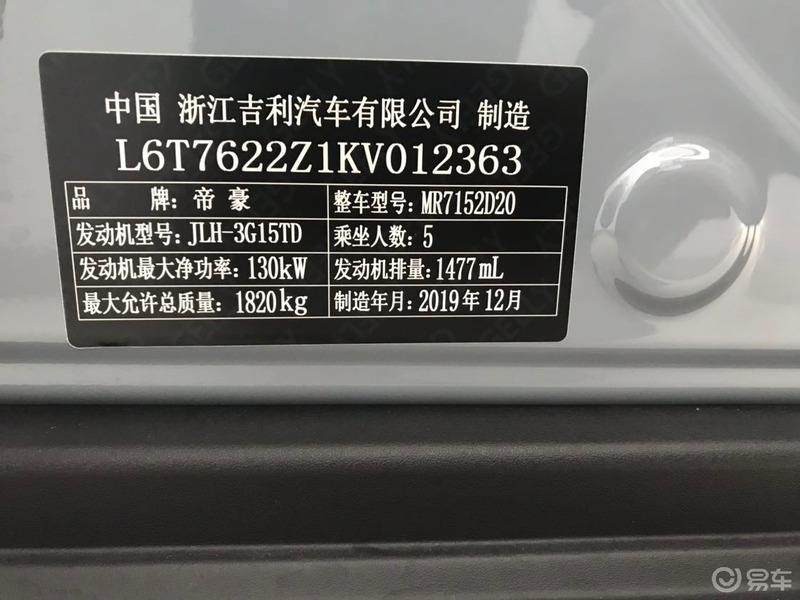 中国 浙江吉利汽车有限公司 制造
L6T7622Z1KV012363
品 牌: 帝豪 整车型号: MR7152D20
发动机型号: JLH-3G15TD 乘坐人数: 5
发动机最大净功率: 130kW 发动机排量: 1477mL
最大允许总质量: 1820kg 制造年月: 2019年12月
易车